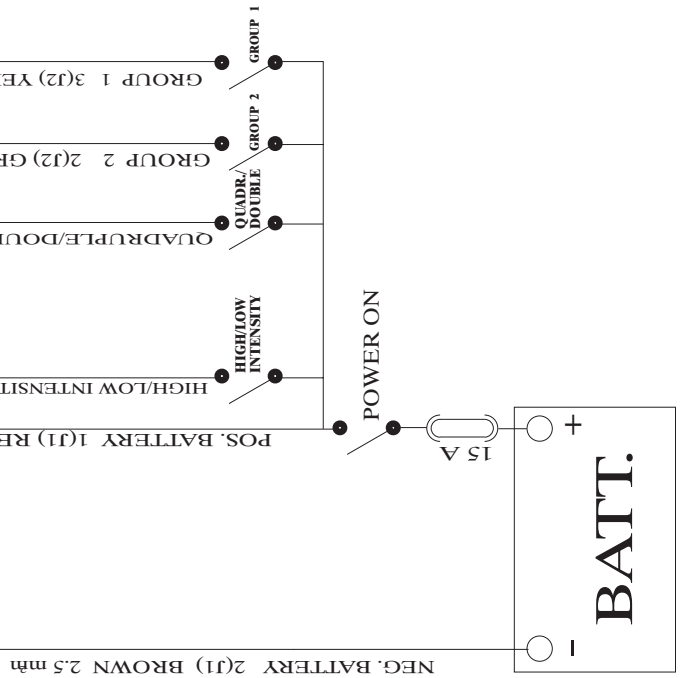 GROUP 1
GROUP 1 3(J2) YE
GROUP 2
GROUP 2 2(J2) G
QUADR./
DOUBLE
QUADRUPLE/DOU
HIGH/LOW
INTENSITY
HIGH/LOW INTENSIT
POWER ON
POS. BATTERY 1(J1) RE
15 A
+
BATT.
-
NEG. BATTERY 2(J1) BROWN 2.5